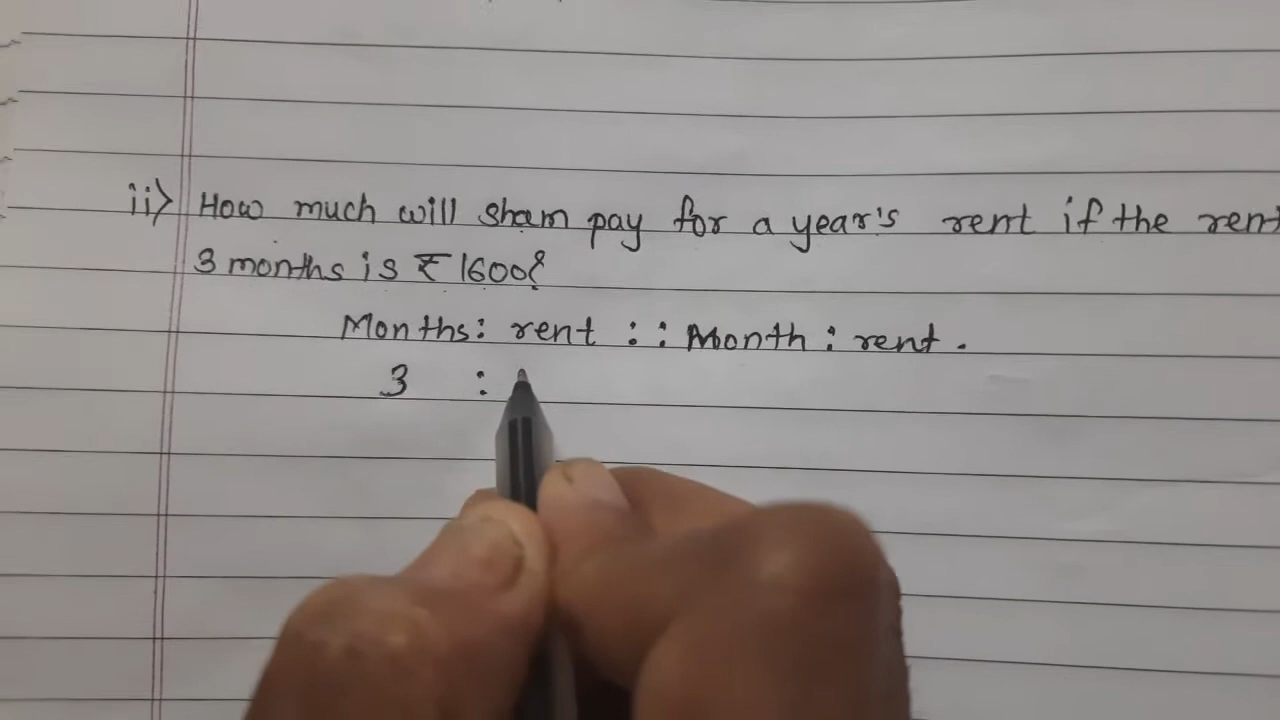 ii) How much will sham pay for a year's rent if the rent
3 months is ₹1600?
Months: rent :: Month : rent.
3 :